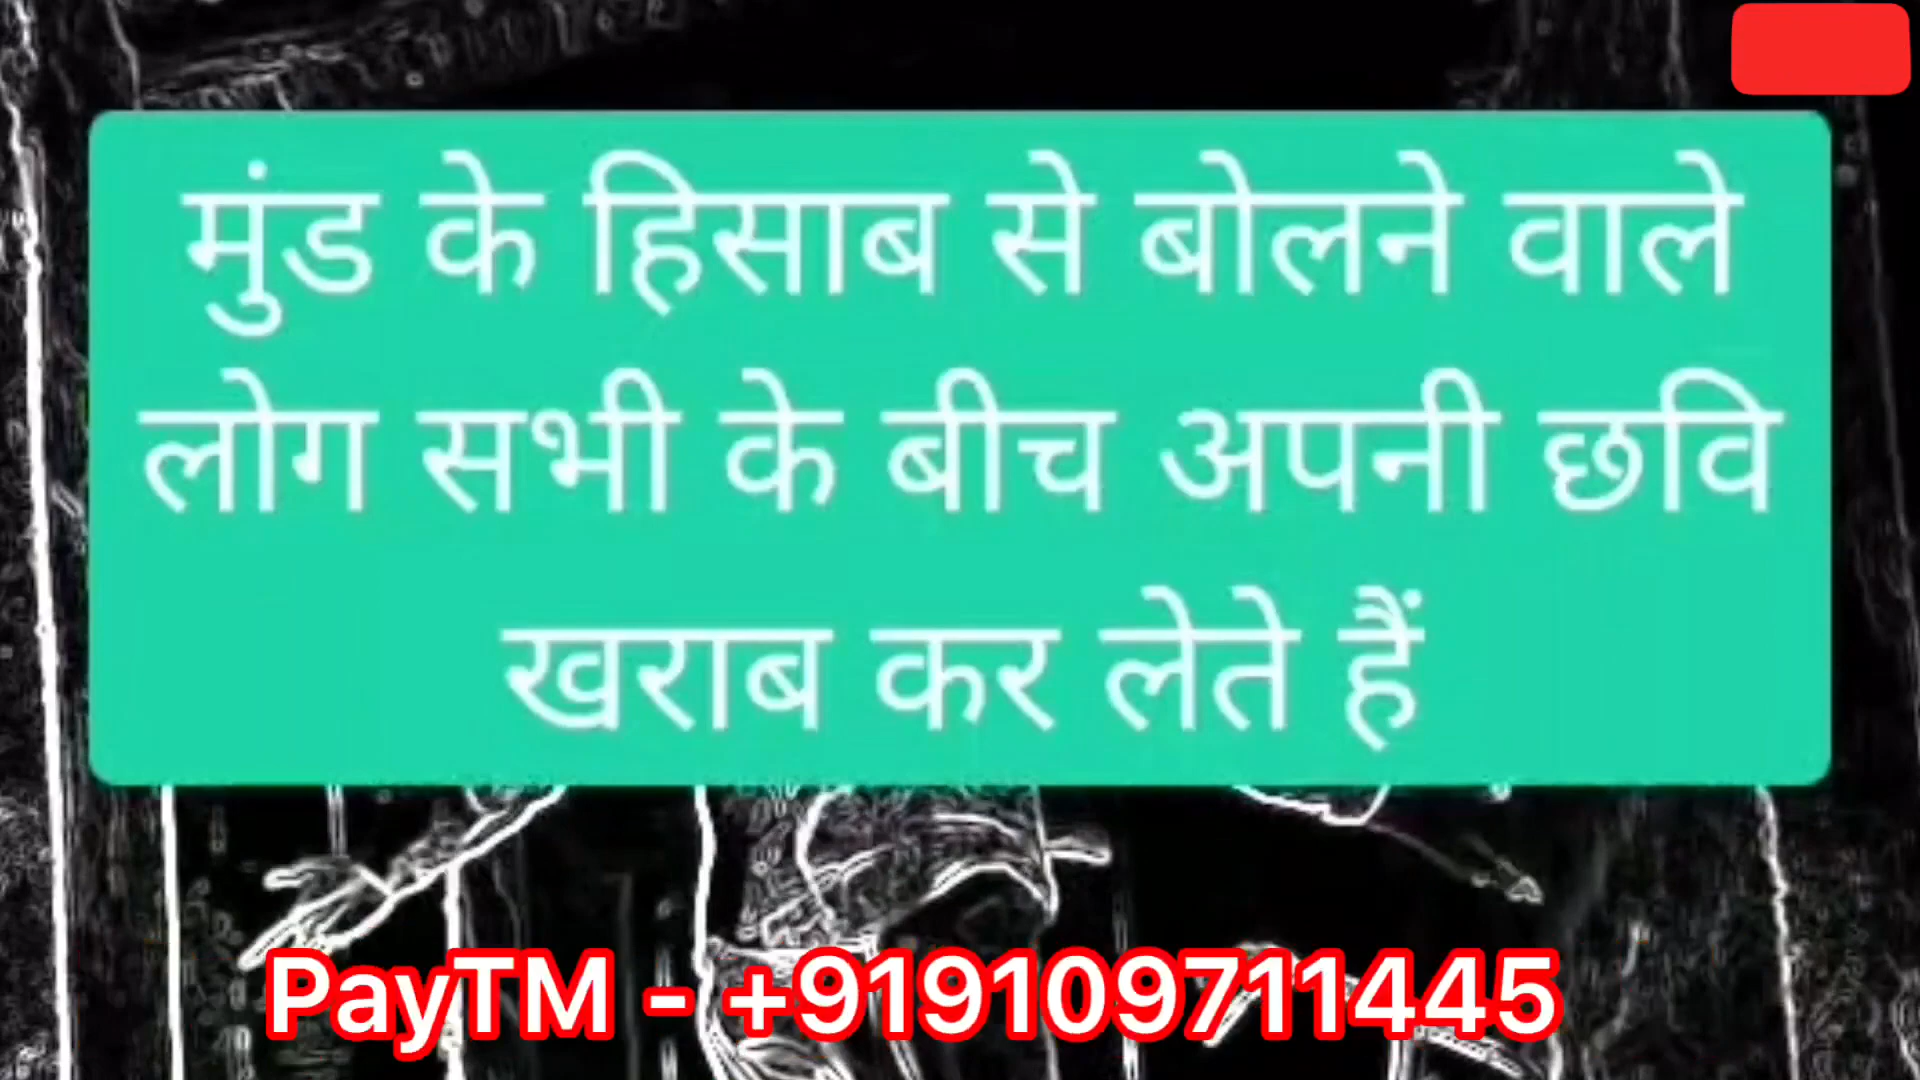 मुंड के हिसाब से बोलने वाले
लोग सभी के बीच अपनी छवि
खराब कर लेते हैं
PayTM - +919109711445